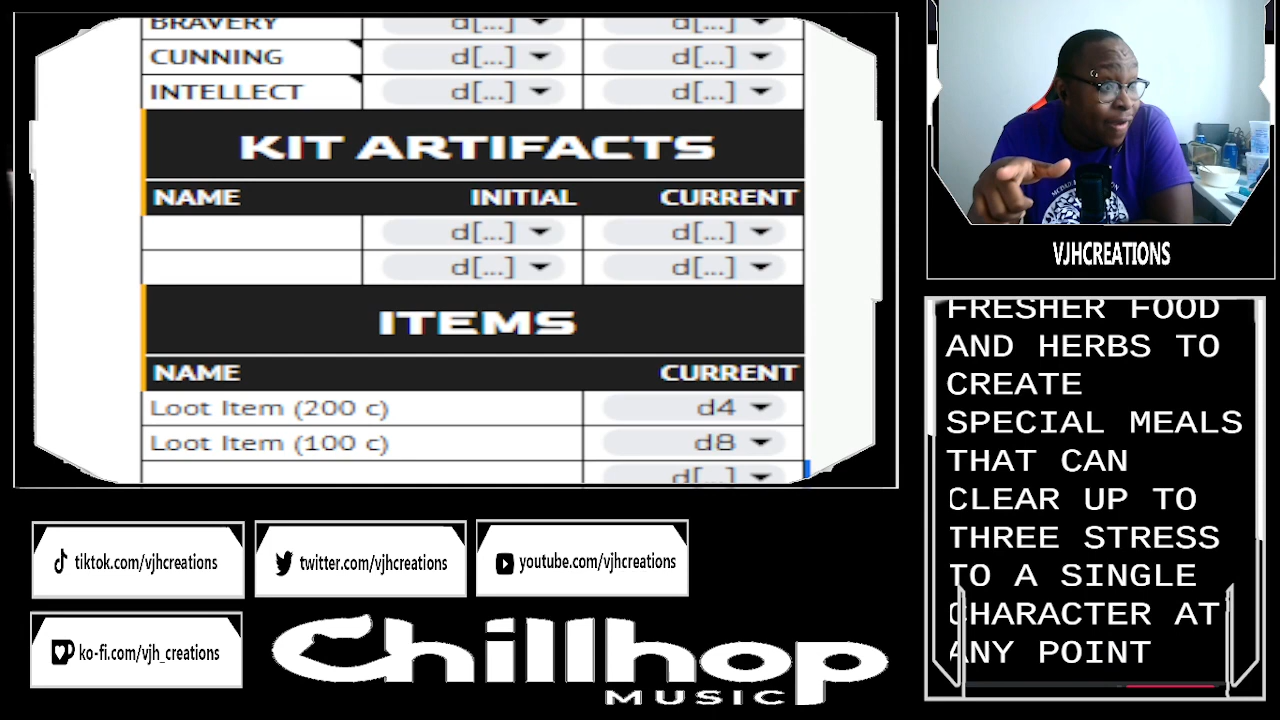 BRAVERY d[...] d[...]
CUNNING d[...] d[...]
INTELLECT d[...] d[...]
KIT ARTIFACTS
NAME INITIAL CURRENT
d[...] d[...]
d[...] d[...]
ITEMS
NAME CURRENT
Loot Item (200 c) d4
Loot Item (100 c) d8
d[...]
VJHCREATIONS
FRESHER FOOD
AND HERBS TO
CREATE
SPECIAL MEALS
THAT CAN
CLEAR UP TO
THREE STRESS
TO A SINGLE
CHARACTER AT
ANY POINT
tiktok.com/vjhcreations
twitter.com/vjhcreations
youtube.com/vjhcreations
ko-fi.com/vjh_creations
Chillhop
MUSIC